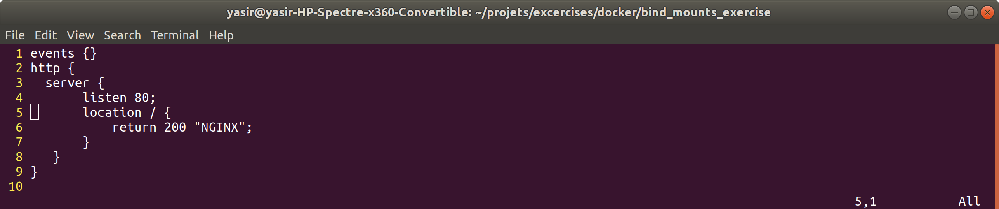 yasir@yasir-HP-Spectre-x360-Convertible: ~/projets/excercises/docker/bind_mounts_exercise
File Edit View Search Terminal Help
1 events {}
2 http {
3   server {
4        listen 80;
5        location / {
6            return 200 "NGINX";
7        }
8    }
9 }
10
5,1 All